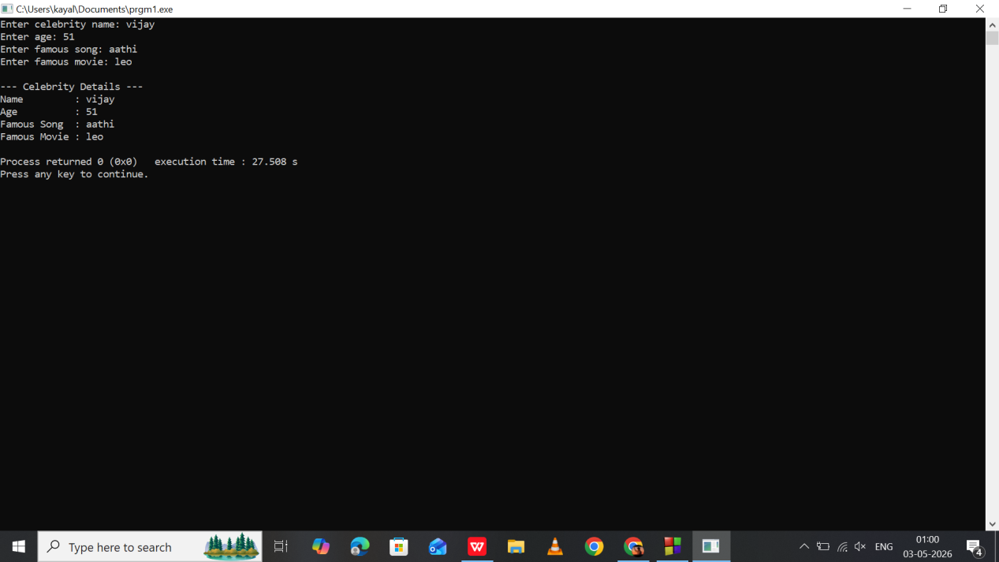 C:\Users\kayal\Documents\prgm1.exe
Enter celebrity name: vijay
Enter age: 51
Enter famous song: aathi
Enter famous movie: leo
--- Celebrity Details ---
Name         : vijay
Age          : 51
Famous Song  : aathi
Famous Movie : leo
Process returned 0 (0x0)   execution time : 27.508 s
Press any key to continue.
Type here to search
W
ENG
01:00
03-05-2026
4